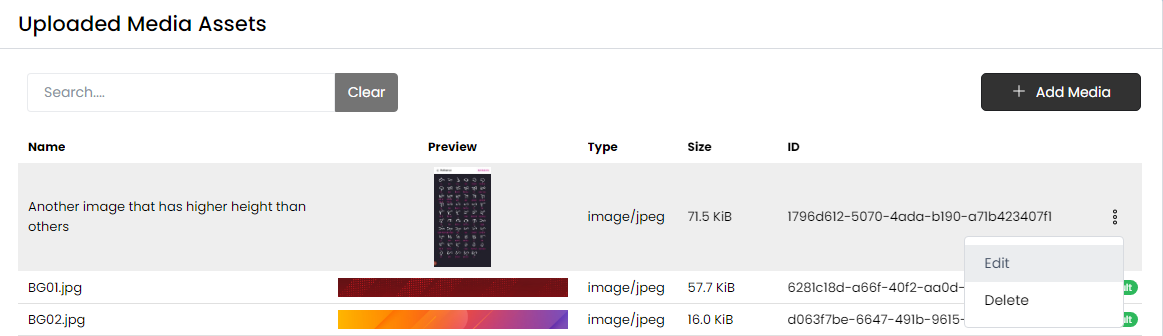 Uploaded Media Assets
Search.... Clear + Add Media
Name Preview Type Size ID
Another image that has higher height than
others
image/jpeg 71.5 KiB 1796d612-5070-4ada-b190-a71b423407f1
Edit
BG01.jpg image/jpeg 57.7 KiB 6281c18d-a66f-40f2-aa0d-
Delete
BG02.jpg image/jpeg 16.0 KiB d063f7be-6647-491b-9615-